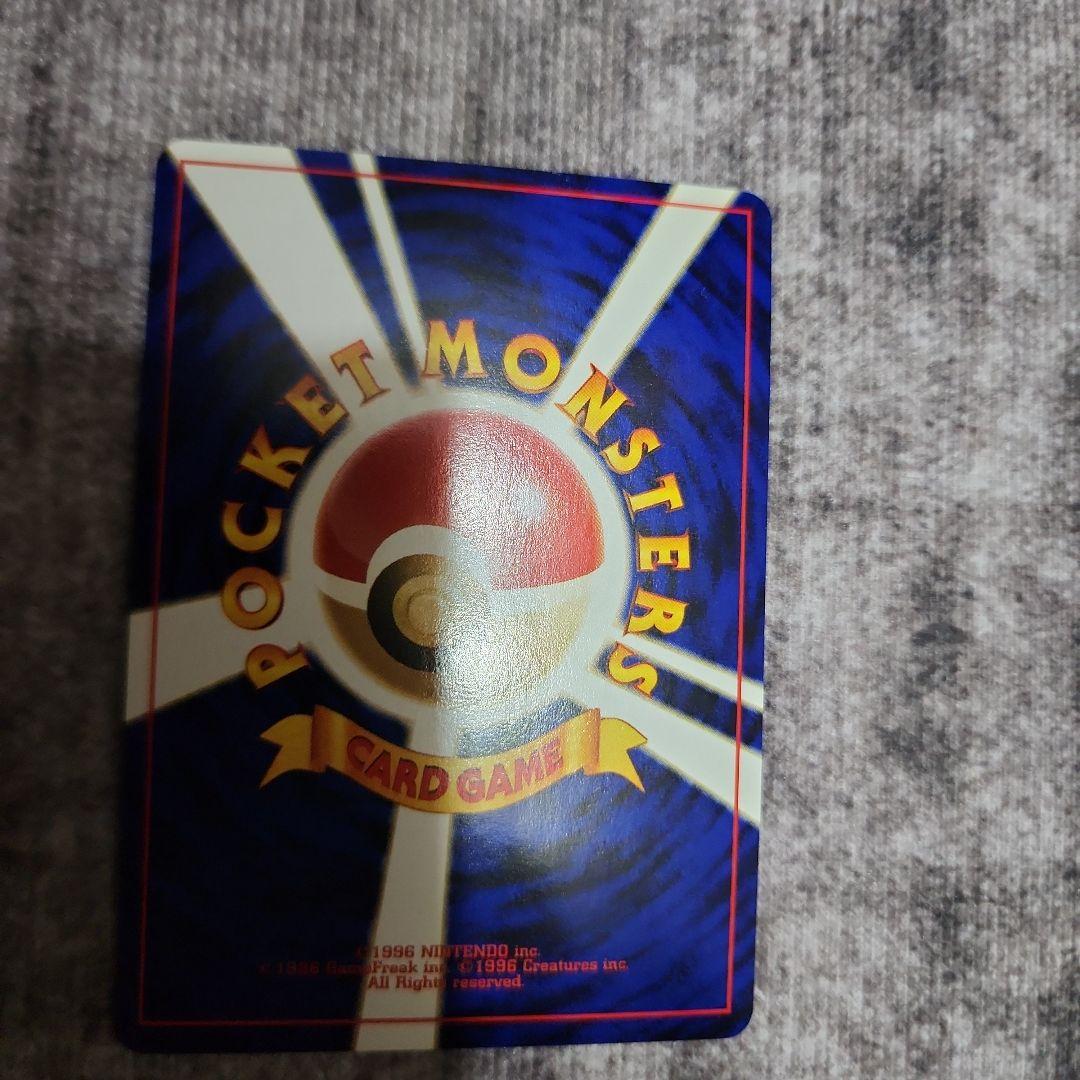 POCKET MONSTERS
CARD GAME
©1996 NINTENDO inc.
©1996 GameFreak inc. ©1996 Creatures inc.
All Rights reserved.